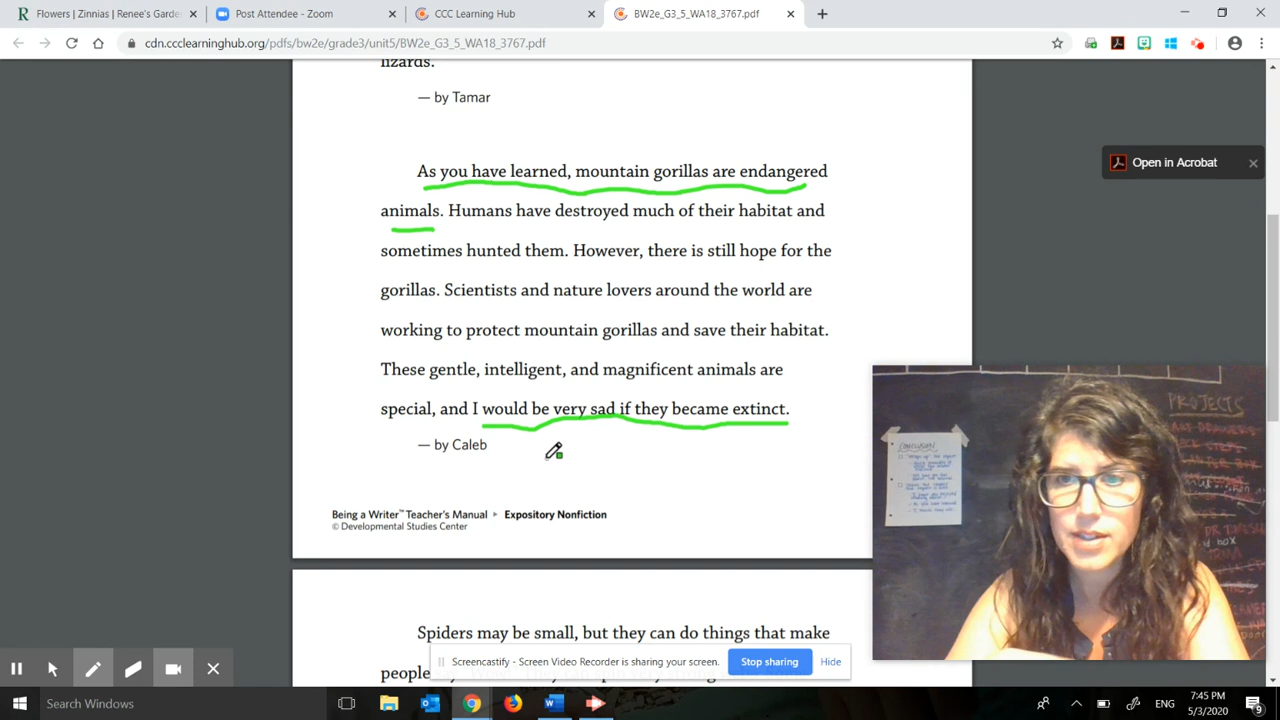 Flowers | Zinnias | Renee's Garde
Post Attendee - Zoom
CCC Learning Hub
BW2e_G3_5_WA18_3767.pdf
cdn.ccclearninghub.org/pdfs/bw2e/grade3/unit5/BW2e_G3_5_WA18_3767.pdf
lizards.
— by Tamar
Open in Acrobat
As you have learned, mountain gorillas are endangered
animals. Humans have destroyed much of their habitat and
sometimes hunted them. However, there is still hope for the
gorillas. Scientists and nature lovers around the world are
working to protect mountain gorillas and save their habitat.
These gentle, intelligent, and magnificent animals are
special, and I would be very sad if they became extinct.
— by Caleb
Being a Writer™ Teacher's Manual ▸ Expository Nonfiction
© Developmental Studies Center
PROJECTS
CONCLUSION
Spiders may be small, but they can do things that make
people
Screencastify - Screen Video Recorder is sharing your screen.
Stop sharing
Hide
Search Windows
ENG
7:45 PM
5/3/2020
9